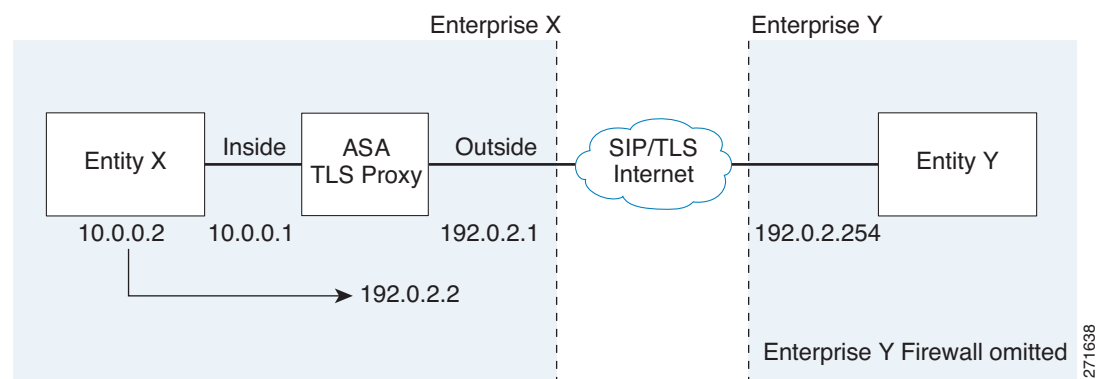 Enterprise X
Enterprise Y
Entity X
Inside
ASA
TLS Proxy
Outside
SIP/TLS
Internet
Entity Y
10.0.0.2
10.0.0.1
192.0.2.1
192.0.2.254
192.0.2.2
Enterprise Y Firewall omitted
271638